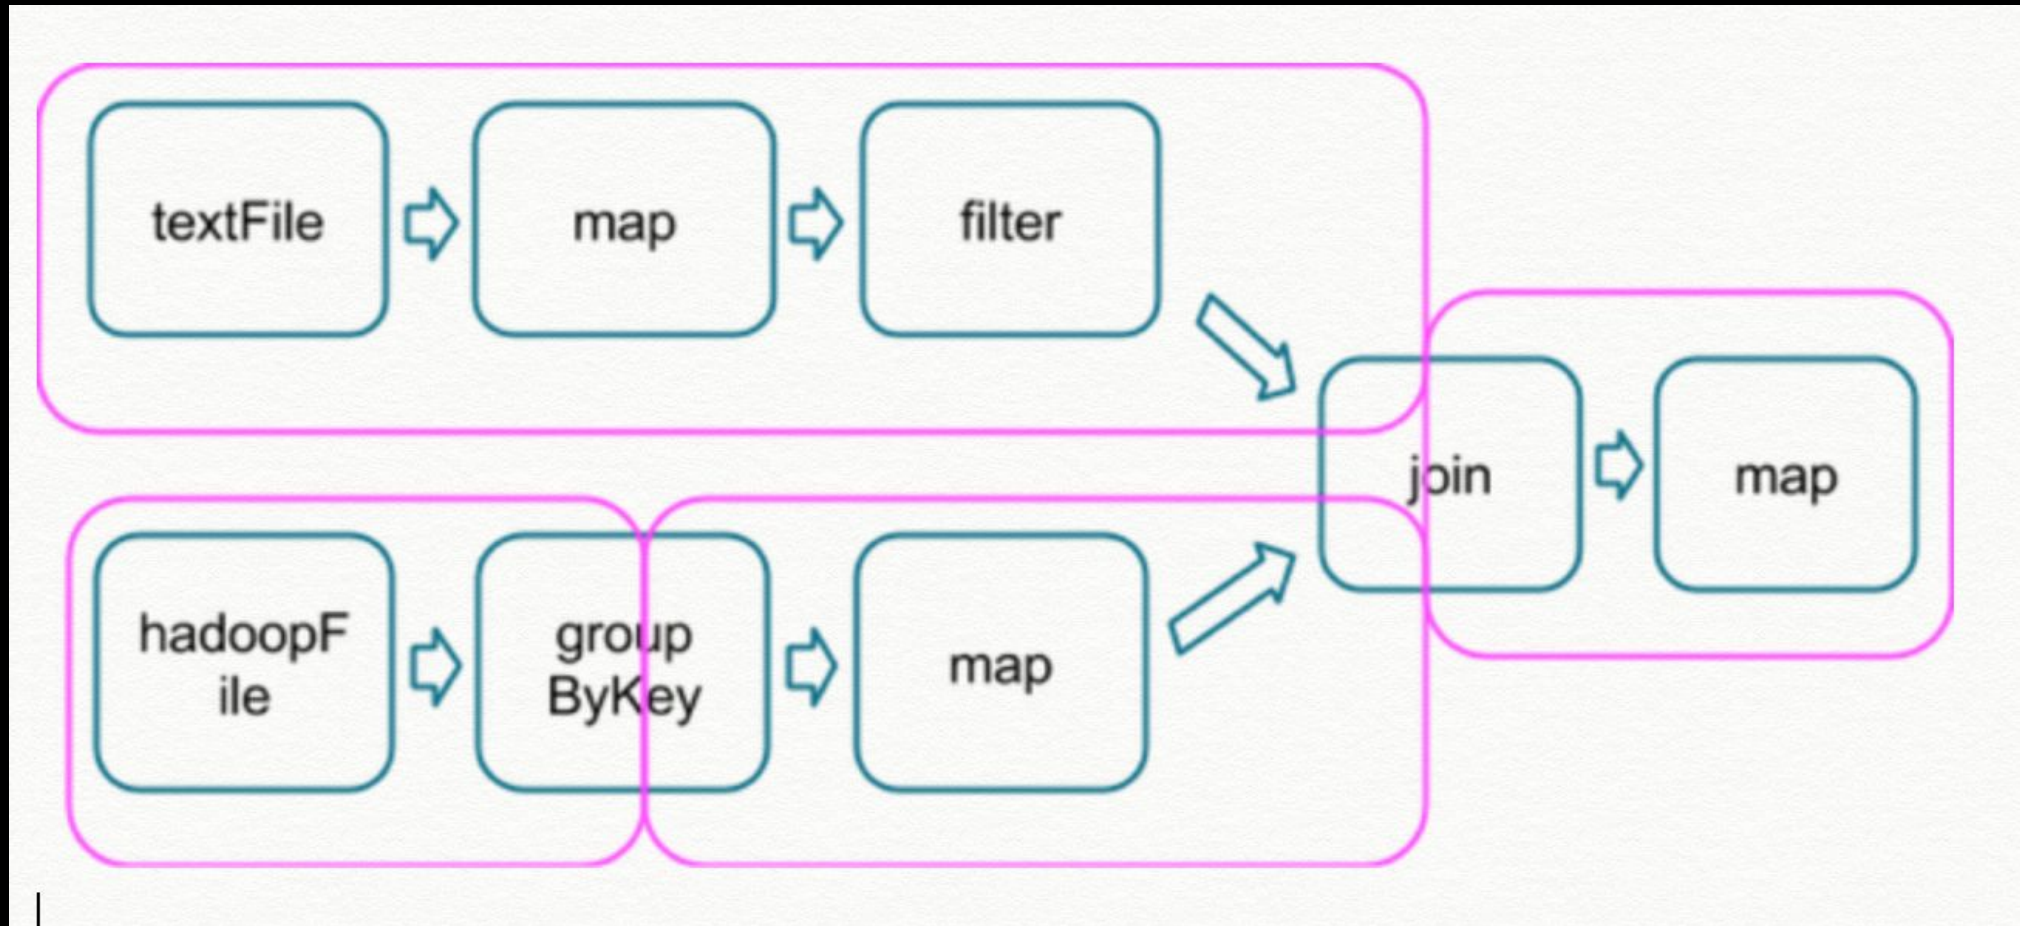 textFile
map
filter
join
map
hadoopF
ile
group
ByKey
map